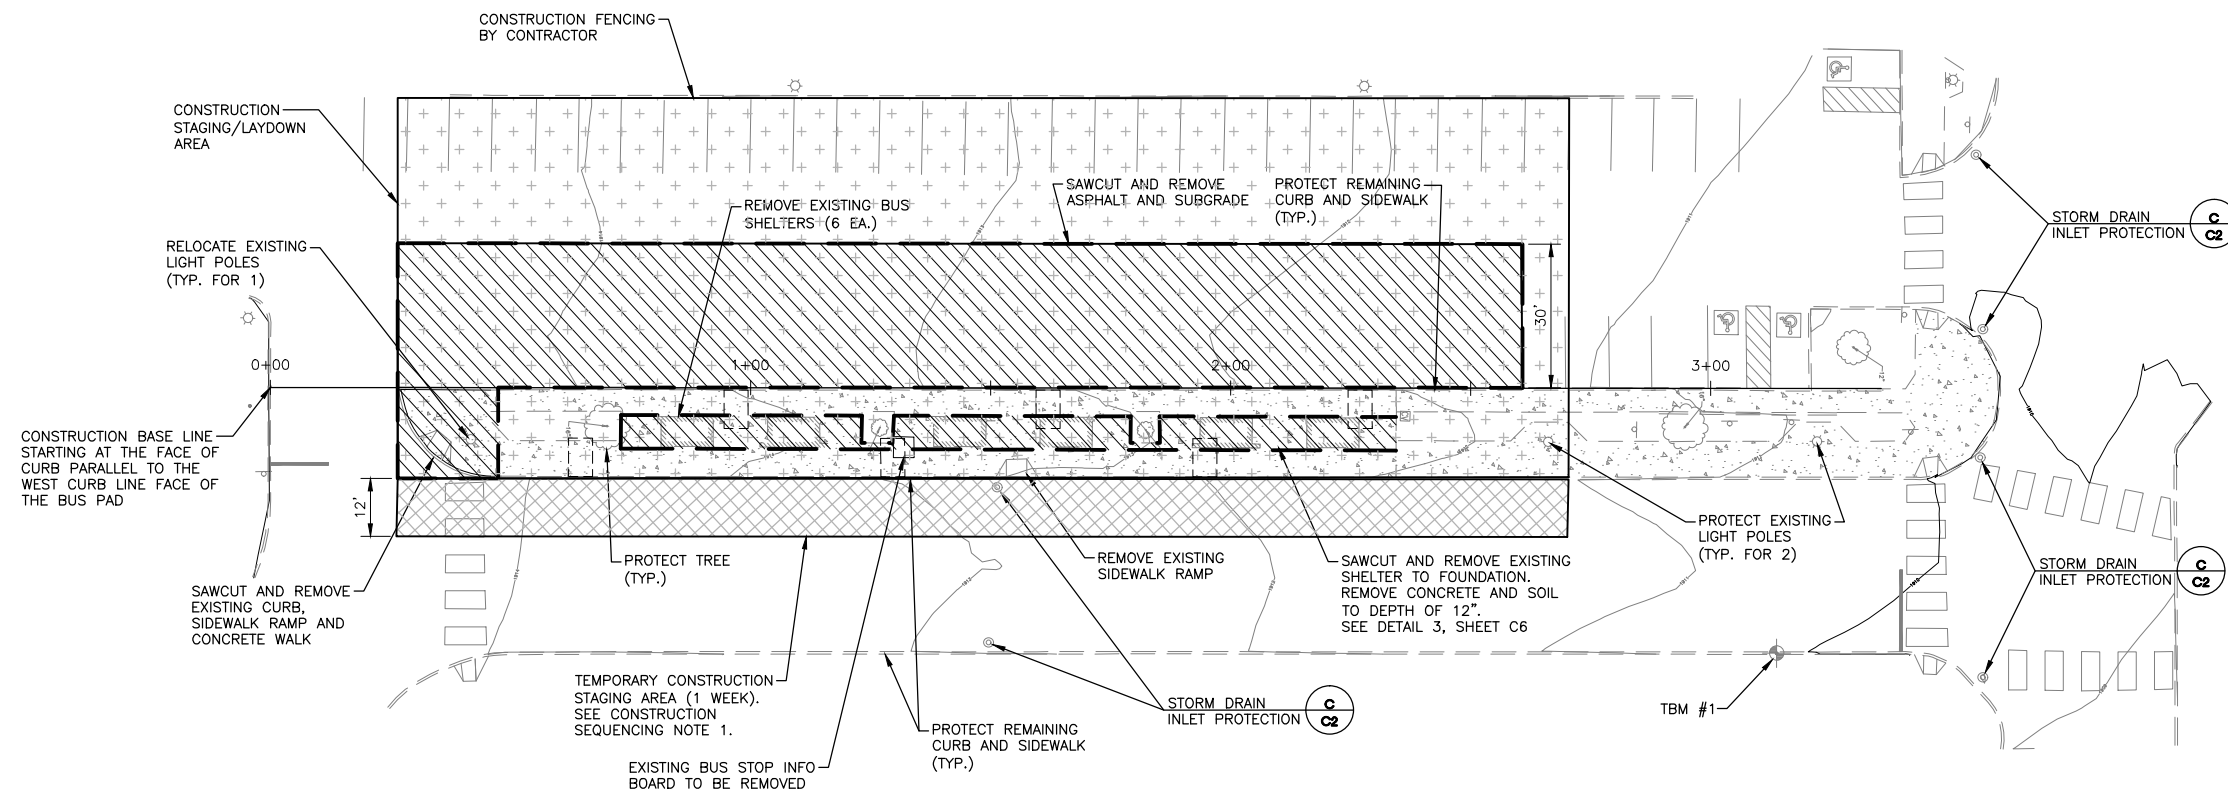 CONSTRUCTION FENCING
BY CONTRACTOR
CONSTRUCTION
STAGING/LAYDOWN
AREA
SAWCUT AND REMOVE
ASPHALT AND SUBGRADE
PROTECT REMAINING
CURB AND SIDEWALK
(TYP.)
REMOVE EXISTING BUS
SHELTERS (6 EA.)
STORM DRAIN
INLET PROTECTION
C
C2
RELOCATE EXISTING
LIGHT POLES
(TYP. FOR 1)
30'
0+00
1+00
2+00
3+00
12"
CONSTRUCTION BASE LINE
STARTING AT THE FACE OF
CURB PARALLEL TO THE
WEST CURB LINE FACE OF
THE BUS PAD
12'
PROTECT EXISTING
LIGHT POLES
(TYP. FOR 2)
PROTECT TREE
(TYP.)
REMOVE EXISTING
SIDEWALK RAMP
SAWCUT AND REMOVE EXISTING
SHELTER TO FOUNDATION.
REMOVE CONCRETE AND SOIL
TO DEPTH OF 12".
SEE DETAIL 3, SHEET C6
STORM DRAIN
INLET PROTECTION
C
C2
SAWCUT AND REMOVE
EXISTING CURB,
SIDEWALK RAMP AND
CONCRETE WALK
TEMPORARY CONSTRUCTION
STAGING AREA (1 WEEK).
SEE CONSTRUCTION
SEQUENCING NOTE 1.
STORM DRAIN
INLET PROTECTION
C
C2
TBM #1
PROTECT REMAINING
CURB AND SIDEWALK
(TYP.)
EXISTING BUS STOP INFO
BOARD TO BE REMOVED